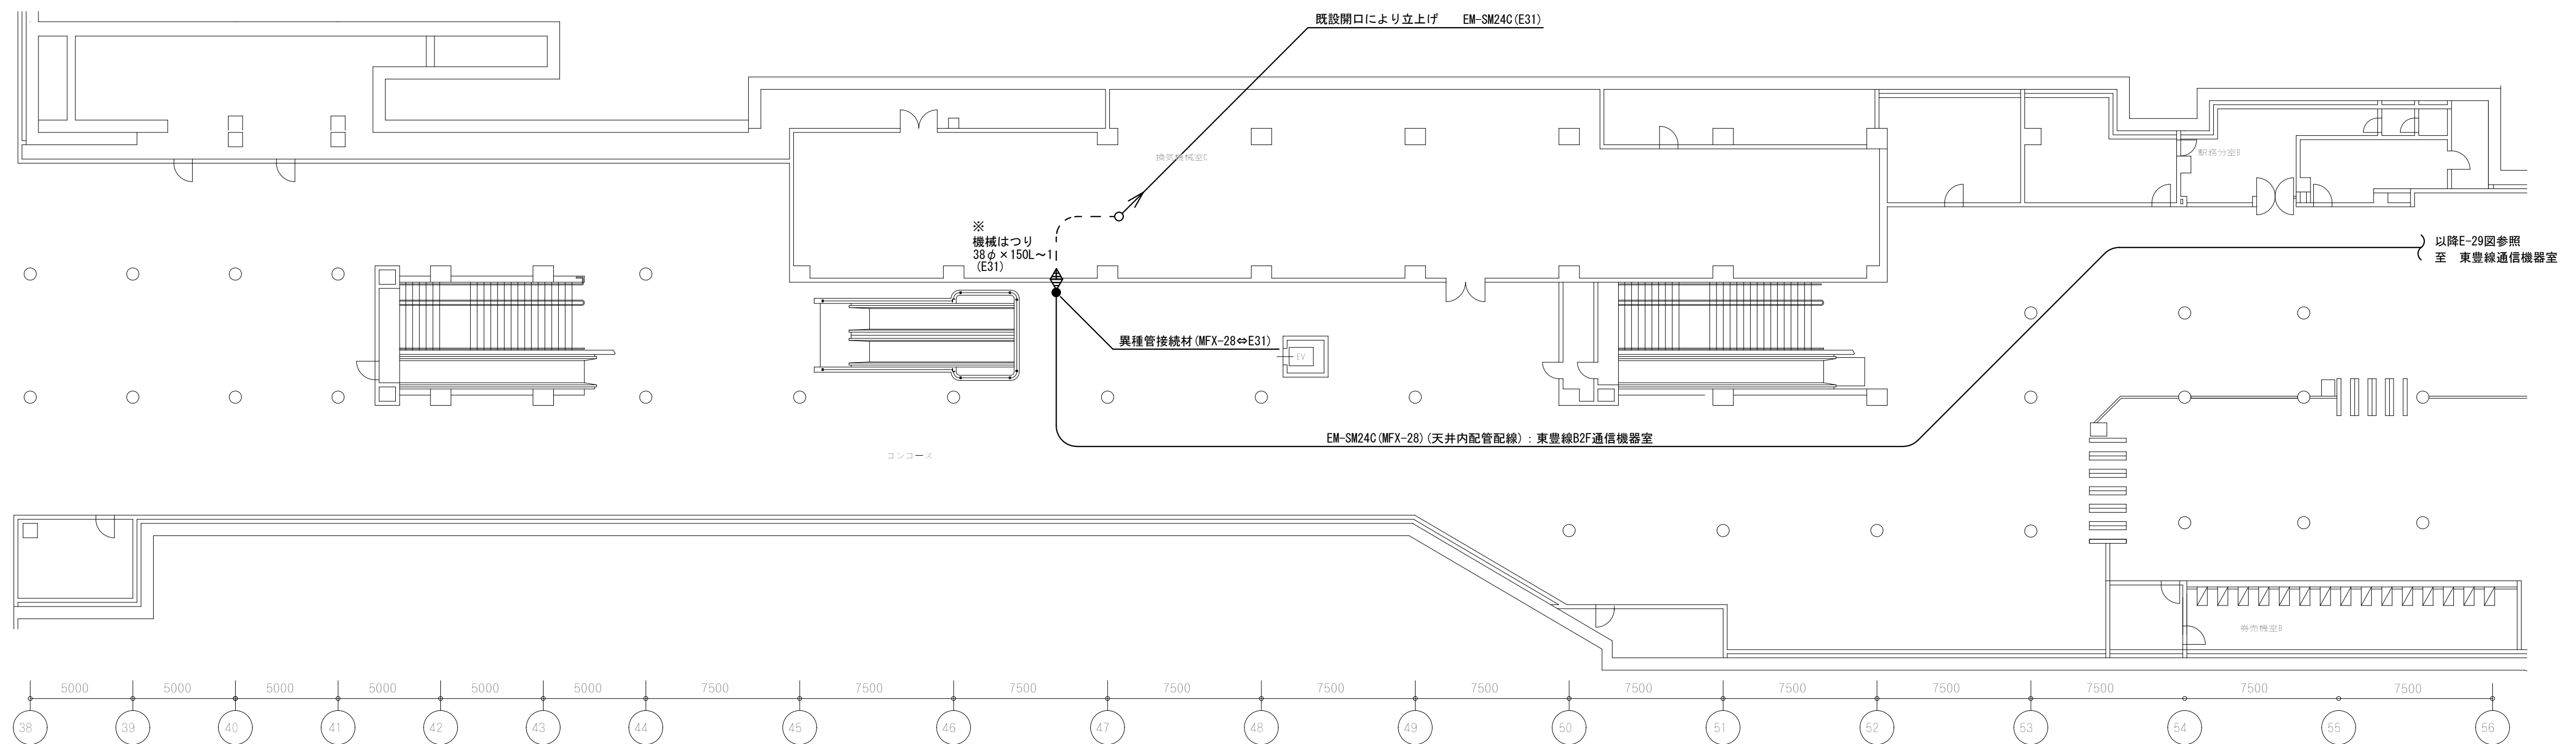 既設開口により立上げ　EM-SM24C(E31)
換気機械室C
駅務分室B
※
機械はつり
38φ×150L～1
(E31)
以降E-29図参照
至　東豊線通信機器室
異種管接続材(MFX-28⇔E31)
EV
EM-SM24C(MFX-28)(天井内配管配線)：東豊線B2F通信機器室
コンコース
券売機室B
5000 5000 5000 5000 5000 5000 7500 7500 7500 7500 7500 7500 7500 7500 7500 7500 7500 7500
38 39 40 41 42 43 44 45 46 47 48 49 50 51 52 53 54 55 56